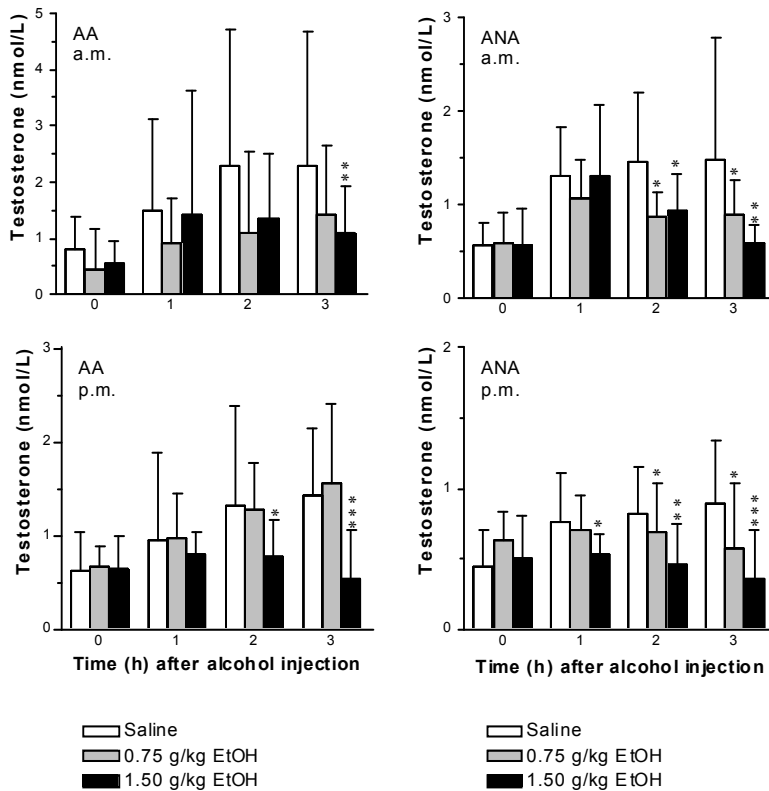 AA
a.m.
Testosterone (nmol/L)
5
4
3
2
1
0
0 1 2 3
**
ANA
a.m.
Testosterone (nmol/L)
3
2
1
0
0 1 2 3
* * * **
AA
p.m.
Testosterone (nmol/L)
3
2
1
0
0 1 2 3
* ***
Time (h) after alcohol injection
ANA
p.m.
Testosterone (nmol/L)
2
1
0
0 1 2 3
* * ** * ***
Time (h) after alcohol injection
Saline
0.75 g/kg EtOH
1.50 g/kg EtOH
Saline
0.75 g/kg EtOH
1.50 g/kg EtOH